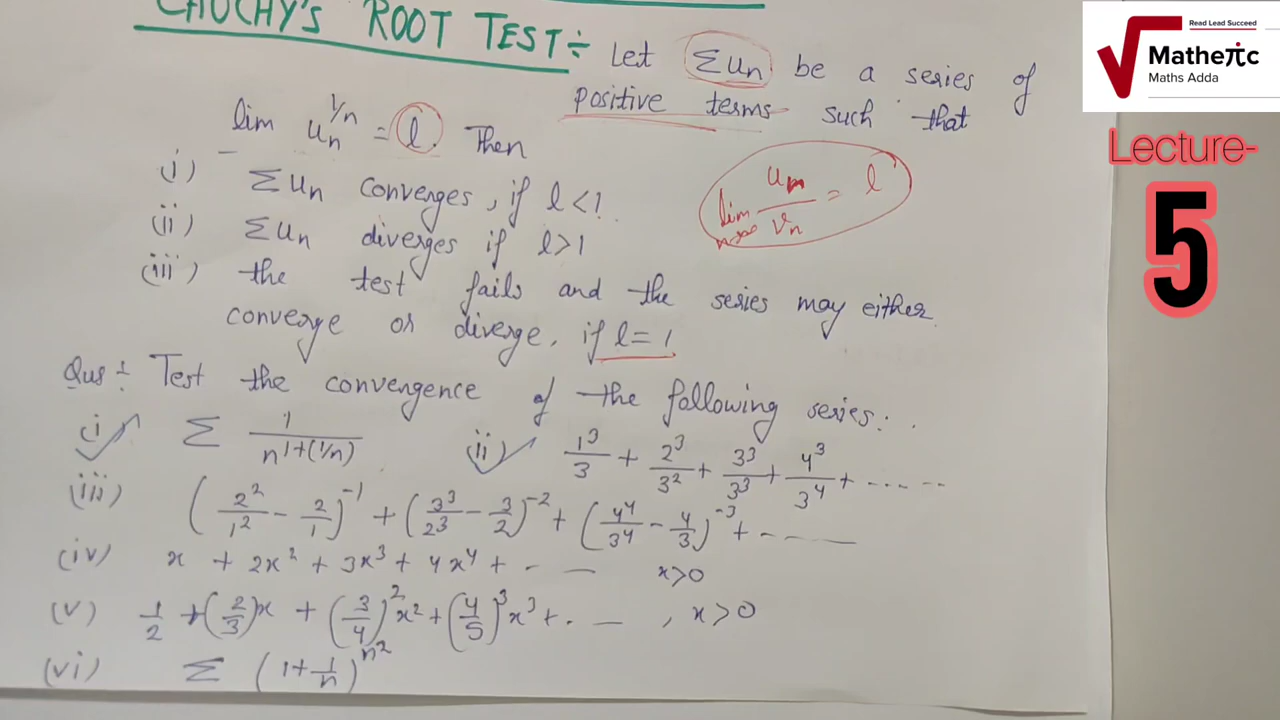 CAUCHY'S ROOT TEST÷ Let Σuₙ be a series of
positive terms such that
lim uₙ^1/n = l. Then
(i) Σuₙ converges, if l < 1.
(ii) Σuₙ diverges if l > 1
(iii) the test fails and the series may either
converge or diverge, if l = 1
lim n→∞ uₙ/vₙ = l
Qus ÷ Test the convergence of the following series:
(i) Σ 1/n^1+(1/n) (ii) 1³/3 + 2³/3² + 3³/3³ + 4³/3⁴ + ......
(iii) (2²/1² - 2/1)⁻¹ + (3³/2³ - 3/2)⁻² + (4⁴/3⁴ - 4/3)⁻³ + ----
(iv) x + 2x² + 3x³ + 4x⁴ + - — x>0
(v) 1/2 + (2/3)x + (3/4)²x² + (4/5)³x³ + . — , x>0
(vi) Σ (1+1/n)^n²
Read Lead Succeed
Matheπc
Maths Adda
Lecture-
5